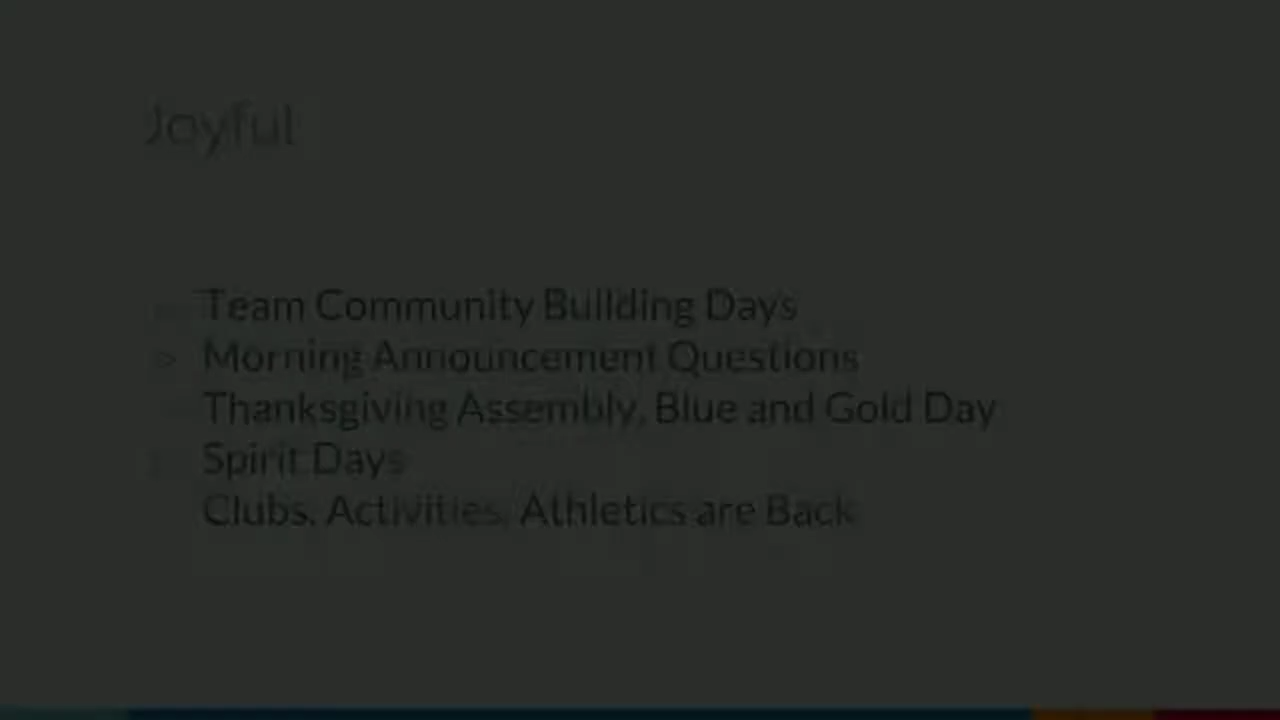 Joyful
Team Community Building Days
Morning Announcement Questions
Thanksgiving Assembly, Blue and Gold Day
Spirit Days
Clubs, Activities, Athletics are Back